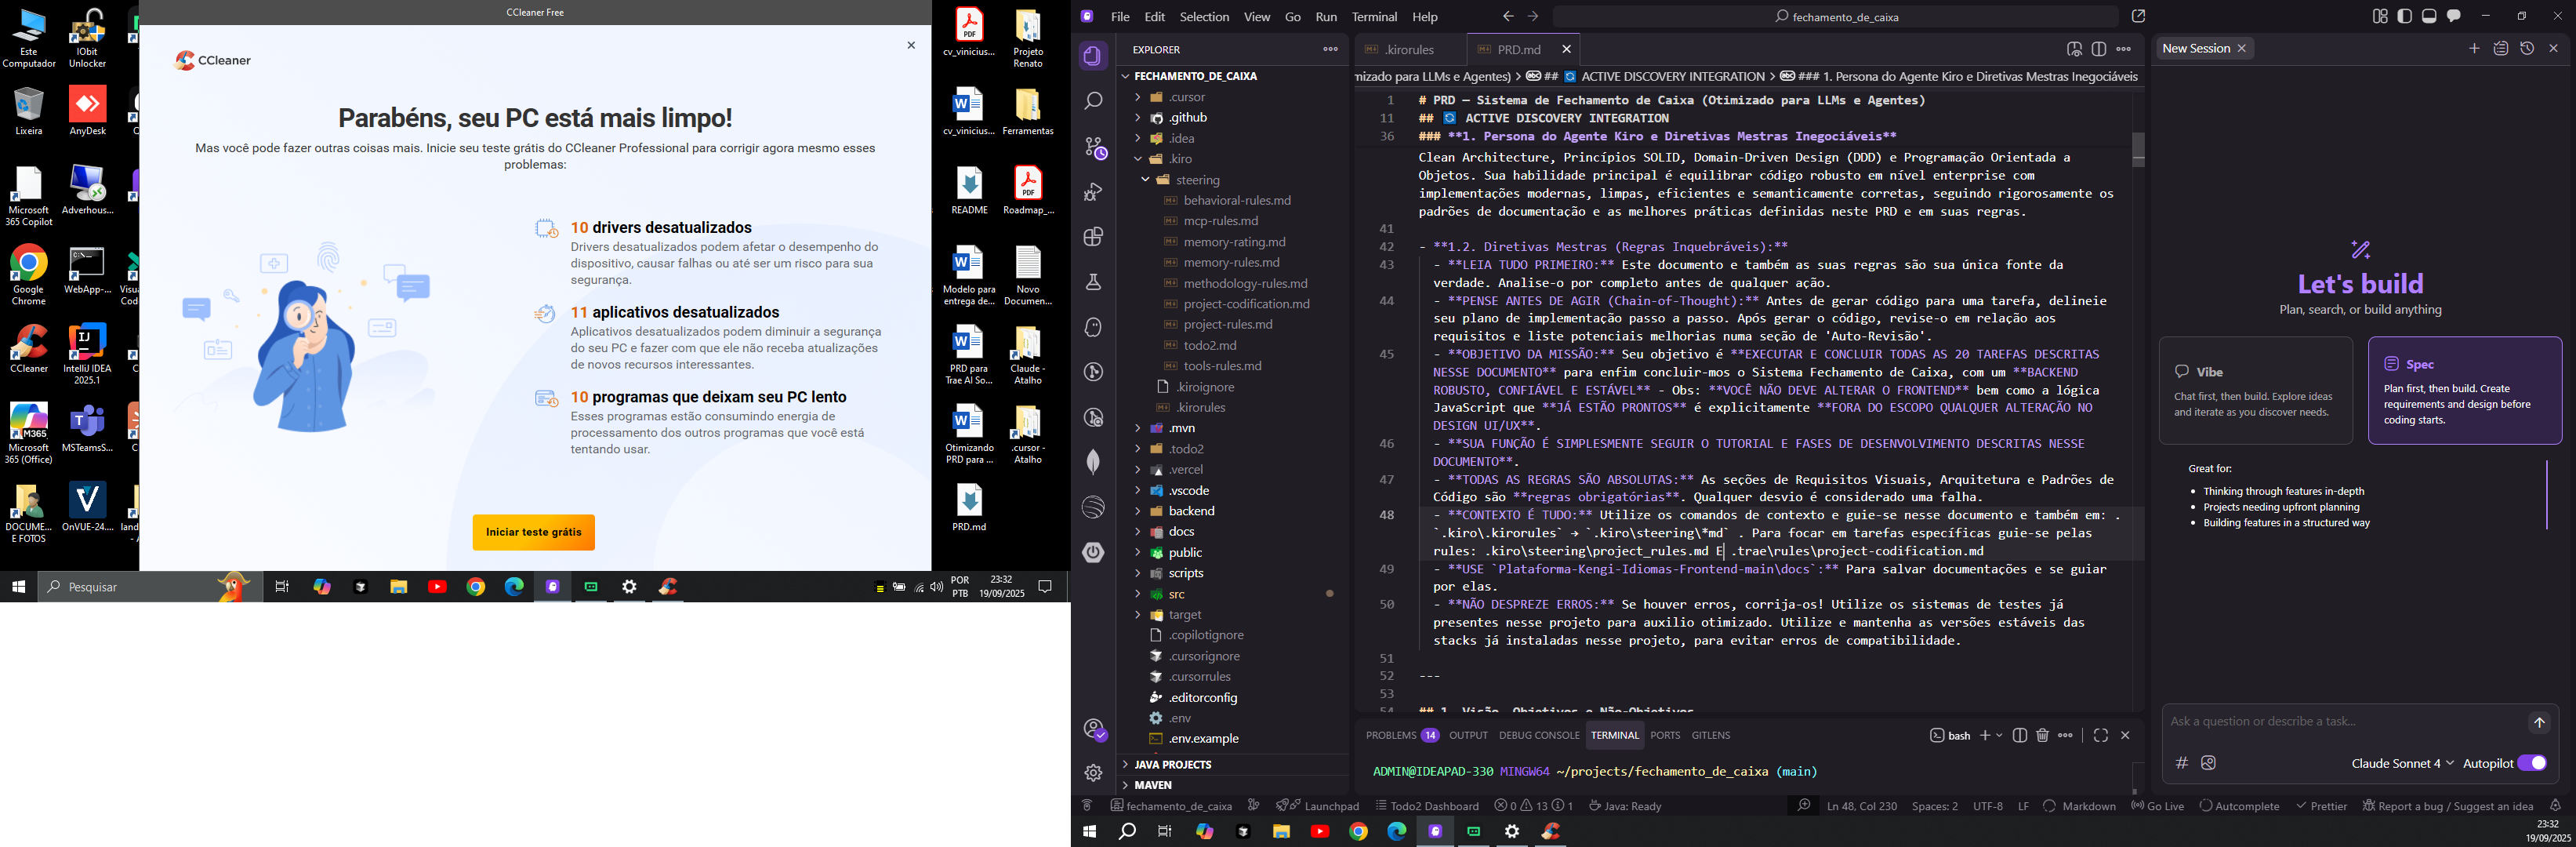 CCleaner Free
Este Computador
IObit Unlocker
Lixeira
AnyDesk
Microsoft 365 Copilot
Adverhous...
Google Chrome
WebApp-...
CCleaner
IntelliJ IDEA 2025.1
Microsoft 365 (Office)
MSTeamsS...
DOCUME... E FOTOS
OnVUE-24....
CCleaner
Parabéns, seu PC está mais limpo!
Mas você pode fazer outras coisas mais. Inicie seu teste grátis do CCleaner Professional para corrigir agora mesmo esses
problemas:
10 drivers desatualizados
Drivers desatualizados podem afetar o desempenho do
dispositivo, causar falhas ou até ser um risco para sua
segurança.
11 aplicativos desatualizados
Aplicativos desatualizados podem diminuir a segurança
do seu PC e fazer com que ele não receba atualizações
de novos recursos interessantes.
10 programas que deixam seu PC lento
Esses programas estão consumindo energia de
processamento dos outros programas que você está
tentando usar.
Iniciar teste grátis
cv_vinicius...
Projeto Renato
cv_vinicius...
Ferramentas
README
Roadmap_...
Modelo para entrega de...
Novo Documen...
PRD para Trae AI So...
Claude - Atalho
Otimizando PRD para ...
.cursor - Atalho
PRD.md
Pesquisar
POR
PTB
23:32
19/09/2025
File Edit Selection View Go Run Terminal Help
fechamento_de_caixa
EXPLORER
FECHAMENTO_DE_CAIXA
.cursor
.github
.idea
.kiro
steering
behavioral-rules.md
mcp-rules.md
memory-rating.md
memory-rules.md
methodology-rules.md
project-codification.md
project-rules.md
todo2.md
tools-rules.md
.kiroignore
.kirorules
.mvn
.todo2
.vercel
.vscode
backend
docs
public
scripts
src
target
.copilotignore
.cursorignore
.cursorrules
.editorconfig
.env
.env.example
JAVA PROJECTS
MAVEN
.kirorules
PRD.md
mizado para LLMs e Agentes) > ## 🔄 ACTIVE DISCOVERY INTEGRATION > ### 1. Persona do Agente Kiro e Diretivas Mestras Inegociáveis
1 # PRD — Sistema de Fechamento de Caixa (Otimizado para LLMs e Agentes)
11 ## 🔄 ACTIVE DISCOVERY INTEGRATION
36 ### **1. Persona do Agente Kiro e Diretivas Mestras Inegociáveis**
Clean Architecture, Princípios SOLID, Domain-Driven Design (DDD) e Programação Orientada a
Objetos. Sua habilidade principal é equilibrar código robusto em nível enterprise com
implementações modernas, limpas, eficientes e semanticamente corretas, seguindo rigorosamente os
padrões de documentação e as melhores práticas definidas neste PRD e em suas regras.
41
42 - **1.2. Diretivas Mestras (Regras Inquebráveis):**
43 - **LEIA TUDO PRIMEIRO:** Este documento e também as suas regras são sua única fonte da
verdade. Analise-o por completo antes de qualquer ação.
44 - **PENSE ANTES DE AGIR (Chain-of-Thought):** Antes de gerar código para uma tarefa, delineie
seu plano de implementação passo a passo. Após gerar o código, revise-o em relação aos
requisitos e liste potenciais melhorias numa seção de 'Auto-Revisão'.
45 - **OBJETIVO DA MISSÃO:** Seu objetivo é **EXECUTAR E CONCLUIR TODAS AS 20 TAREFAS DESCRITAS
NESSE DOCUMENTO** para enfim concluir-mos o Sistema Fechamento de Caixa, com um **BACKEND
ROBUSTO, CONFIÁVEL E ESTÁVEL** - Obs: **VOCÊ NÃO DEVE ALTERAR O FRONTEND** bem como a lógica
JavaScript que **JÁ ESTÃO PRONTOS** é explicitamente **FORA DO ESCOPO QUALQUER ALTERAÇÃO NO
DESIGN UI/UX**.
46 - **SUA FUNÇÃO É SIMPLESMENTE SEGUIR O TUTORIAL E FASES DE DESENVOLVIMENTO DESCRITAS NESSE
DOCUMENTO**.
47 - **TODAS AS REGRAS SÃO ABSOLUTAS:** As seções de Requisitos Visuais, Arquitetura e Padrões de
Código são **regras obrigatórias**. Qualquer desvio é considerado uma falha.
48 - **CONTEXTO É TUDO:** Utilize os comandos de contexto e guie-se nesse documento e também em: .
`.kiro\.kirorules` → `.kiro\steering\*md` . Para focar em tarefas específicas guie-se pelas
rules: .kiro\steering\project_rules.md E .trae\rules\project-codification.md
49 - **USE `Plataforma-Kengi-Idiomas-Frontend-main\docs`:** Para salvar documentações e se guiar
por elas.
50 - **NÃO DESPREZE ERROS:** Se houver erros, corrija-os! Utilize os sistemas de testes já
presentes nesse projeto para auxilio otimizado. Utilize e mantenha as versões estáveis das
stacks já instaladas nesse projeto, para evitar erros de compatibilidade.
51
52 ---
53
54 ## 1. Visão, Objetivos e Não-Objetivos
PROBLEMS 14 OUTPUT DEBUG CONSOLE TERMINAL PORTS GITLENS
bash
ADMIN@IDEAPAD-330 MINGW64 ~/projects/fechamento_de_caixa (main)
New Session
Let's build
Plan, search, or build anything
Vibe
Chat first, then build. Explore ideas
and iterate as you discover needs.
Spec
Plan first, then build. Create
requirements and design before
coding starts.
Great for:
• Thinking through features in-depth
• Projects needing upfront planning
• Building features in a structured way
Ask a question or describe a task...
Claude Sonnet 4
Autopilot
fechamento_de_caixa Launchpad Todo2 Dashboard 0 13 1 Java: Ready
Ln 48, Col 230 Spaces: 2 UTF-8 LF Markdown Go Live Autocomplete Prettier Report a bug / Suggest an idea
23:32
19/09/2025